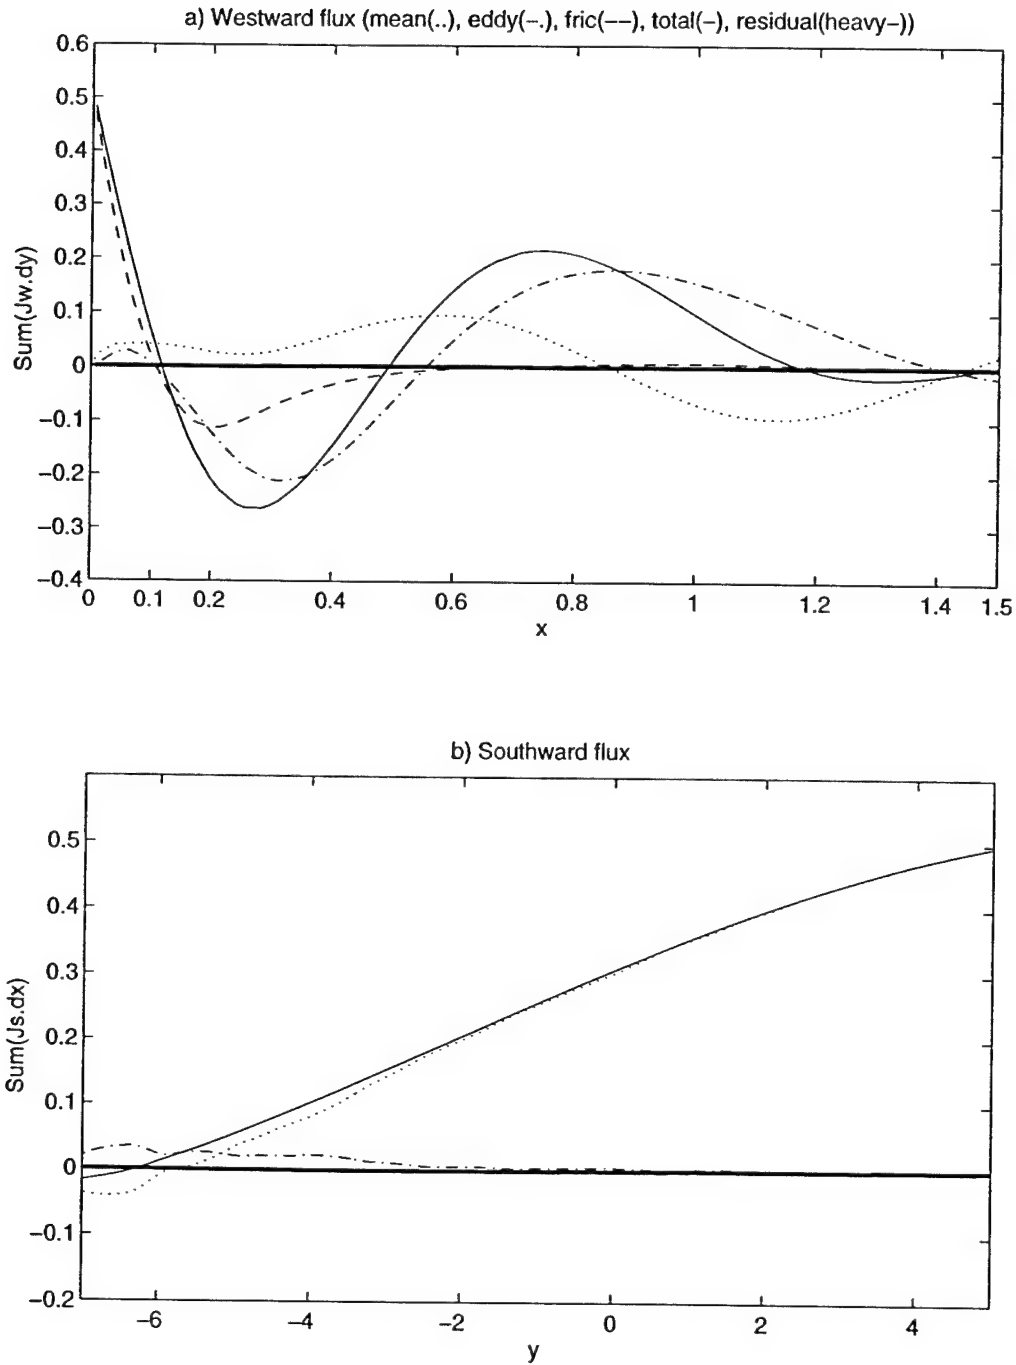 a) Westward flux (mean(..), eddy(-.), fric(--), total(-), residual(heavy-))
0.6
0.5
0.4
0.3
0.2
0.1
0
-0.1
-0.2
-0.3
-0.4
Sum(Jw.dy)
0 0.1 0.2 0.4 0.6 0.8 1 1.2 1.4 1.5
x
b) Southward flux
0.5
0.4
0.3
0.2
0.1
0
-0.1
-0.2
Sum(Js.dx)
-6 -4 -2 0 2 4
y